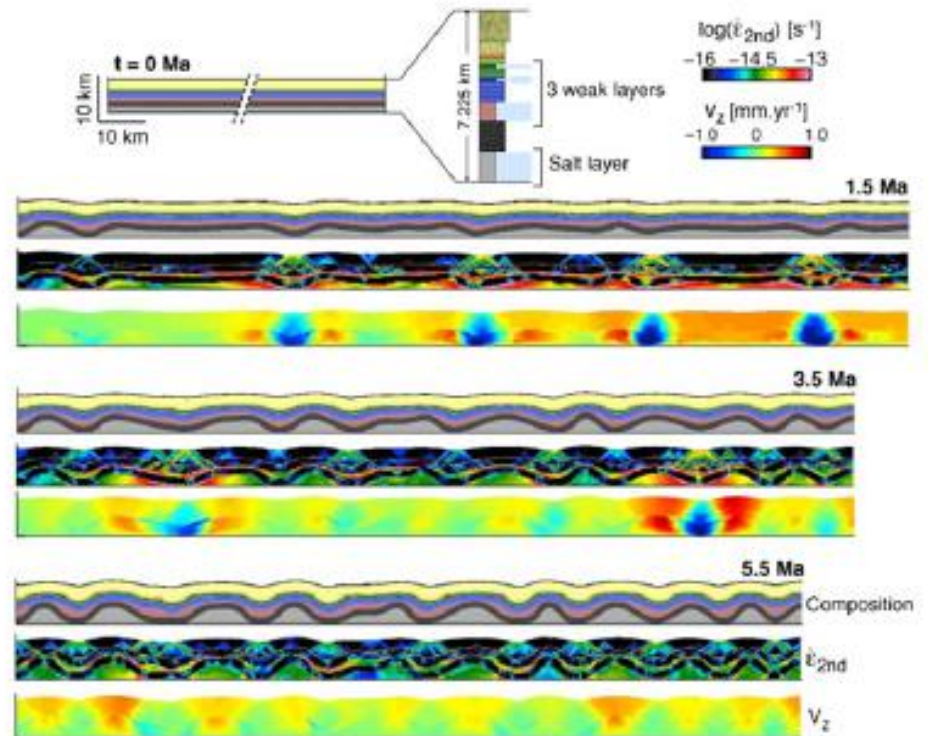 t = 0 Ma
10 km
10 km
7.225 km
3 weak layers
Salt layer
log(ε̇2nd) [s⁻¹]
−16 −14.5 −13
Vz [mm.yr⁻¹]
−1.0 0 1.0
1.5 Ma
3.5 Ma
5.5 Ma
Composition
ε̇2nd
Vz